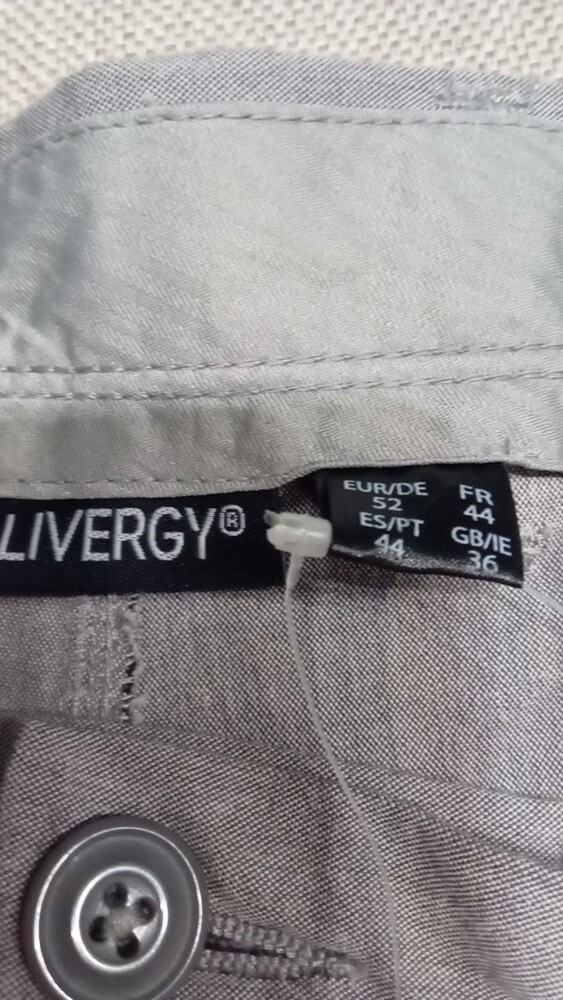 LIVERGY®
EUR/DE
52
ES/PT
44
FR
44
GB/IE
36